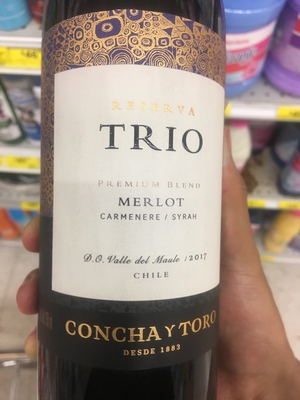 RESERVA
TRIO
PREMIUM BLEND
MERLOT
CARMENERE / SYRAH
D.O. Valle del Maule : 2017
CHILE
CONCHA Y TORO
DESDE 1883